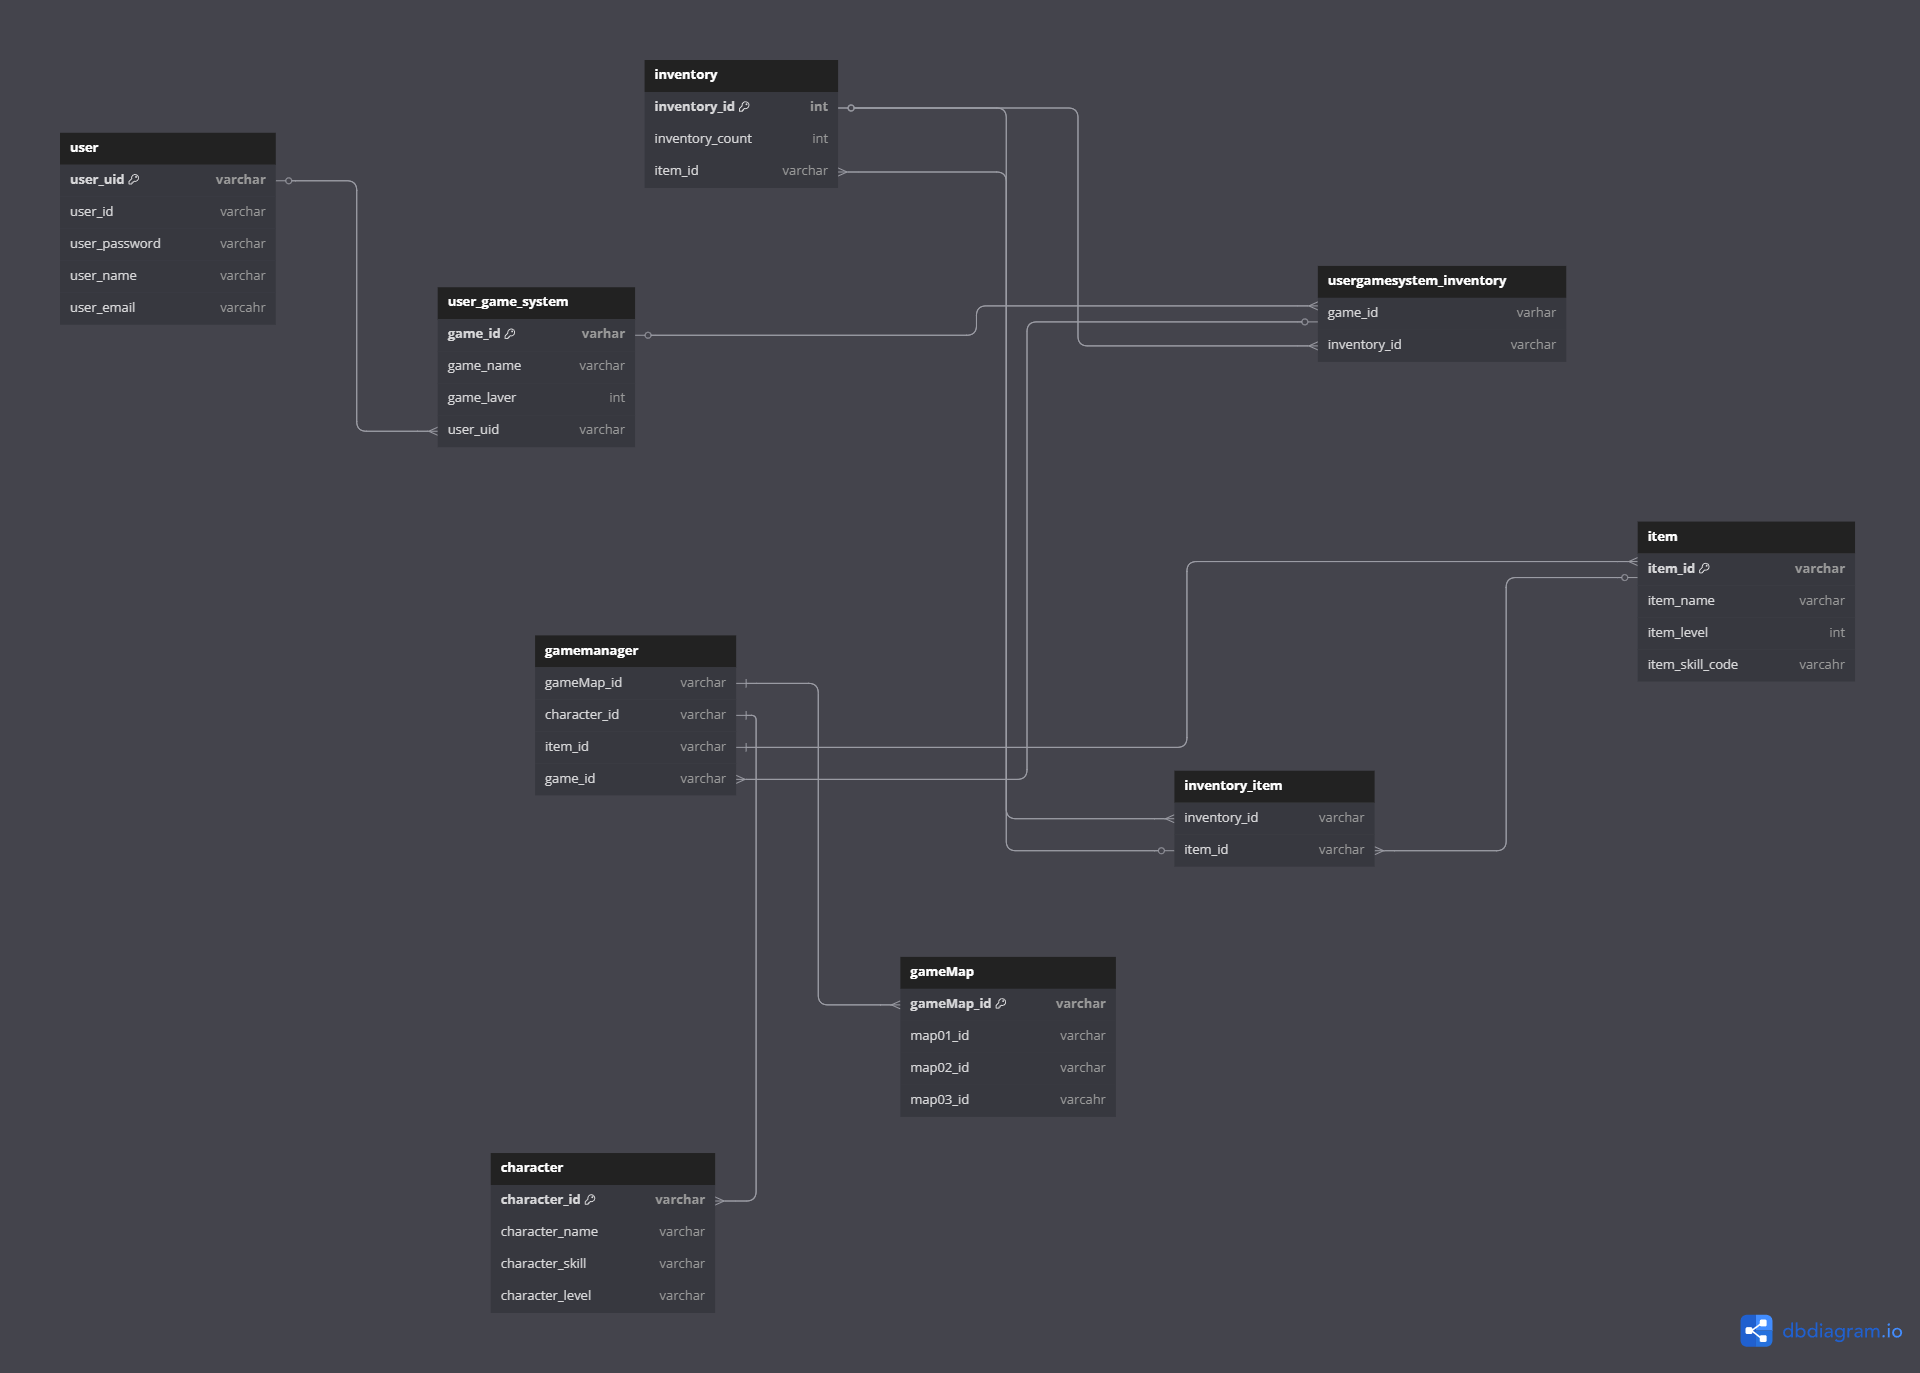 inventory
inventory_id int
inventory_count int
item_id varchar
user
user_uid varchar
user_id varchar
user_password varchar
user_name varchar
user_email varcahr
user_game_system
game_id varhar
game_name varchar
game_laver int
user_uid varchar
usergamesystem_inventory
game_id varhar
inventory_id varchar
item
item_id varchar
item_name varchar
item_level int
item_skill_code varcahr
gamemanager
gameMap_id varchar
character_id varchar
item_id varchar
game_id varchar
inventory_item
inventory_id varchar
item_id varchar
gameMap
gameMap_id varchar
map01_id varchar
map02_id varchar
map03_id varcahr
character
character_id varchar
character_name varchar
character_skill varchar
character_level varchar
dbdiagram.io